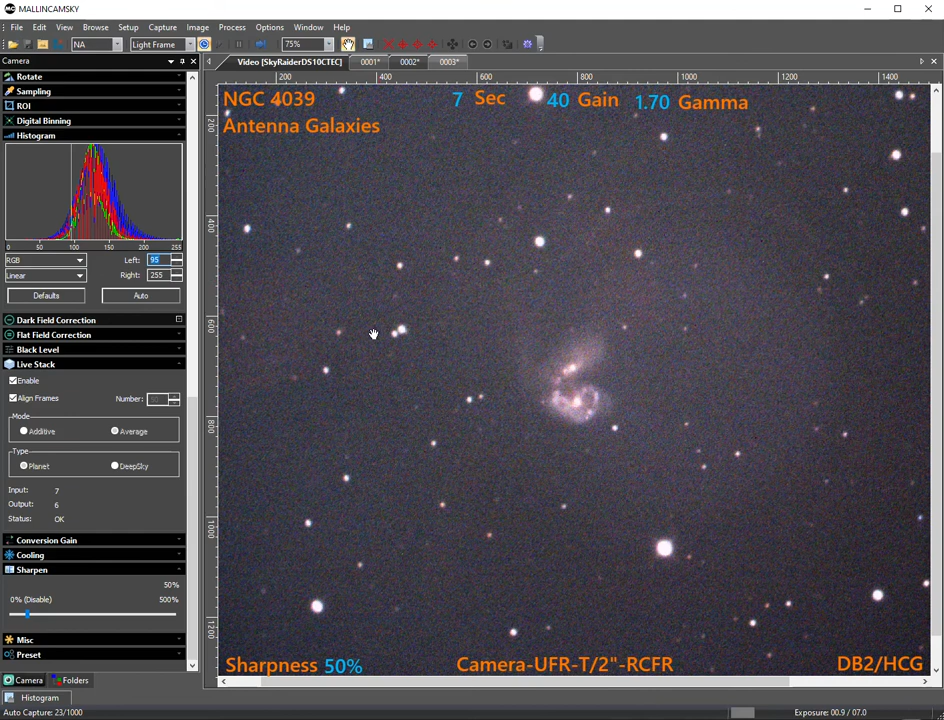 MALLINCAMSKY
File Edit View Browse Setup Capture Image Process Options Window Help
NA Light Frame 75%
Camera
Video [SkyRaiderDS10CTEC] 0001* 0002* 0003*
Rotate
Sampling
ROI
Digital Binning
Histogram
0 50 100 150 200 255
RGB Left: 95
Linear Right: 255
Defaults Auto
Dark Field Correction
Flat Field Correction
Black Level
Live Stack
Enable
Align Frames Number:
Mode
Additive Average
Type
Planet DeepSky
Input: 7
Output: 6
Status: OK
Conversion Gain
Cooling
Sharpen
50%
0% (Disable) 500%
Misc
Preset
Camera Folders
Histogram
Auto Capture: 23/1000
200 400 600 800 1000 1200 1400
200
400
600
800
1000
1200
NGC 4039 7 Sec 40 Gain 1.70 Gamma
Antenna Galaxies
Sharpness 50% Camera-UFR-T/2"-RCFR DB2/HCG
Exposure: 00.9 / 07.0